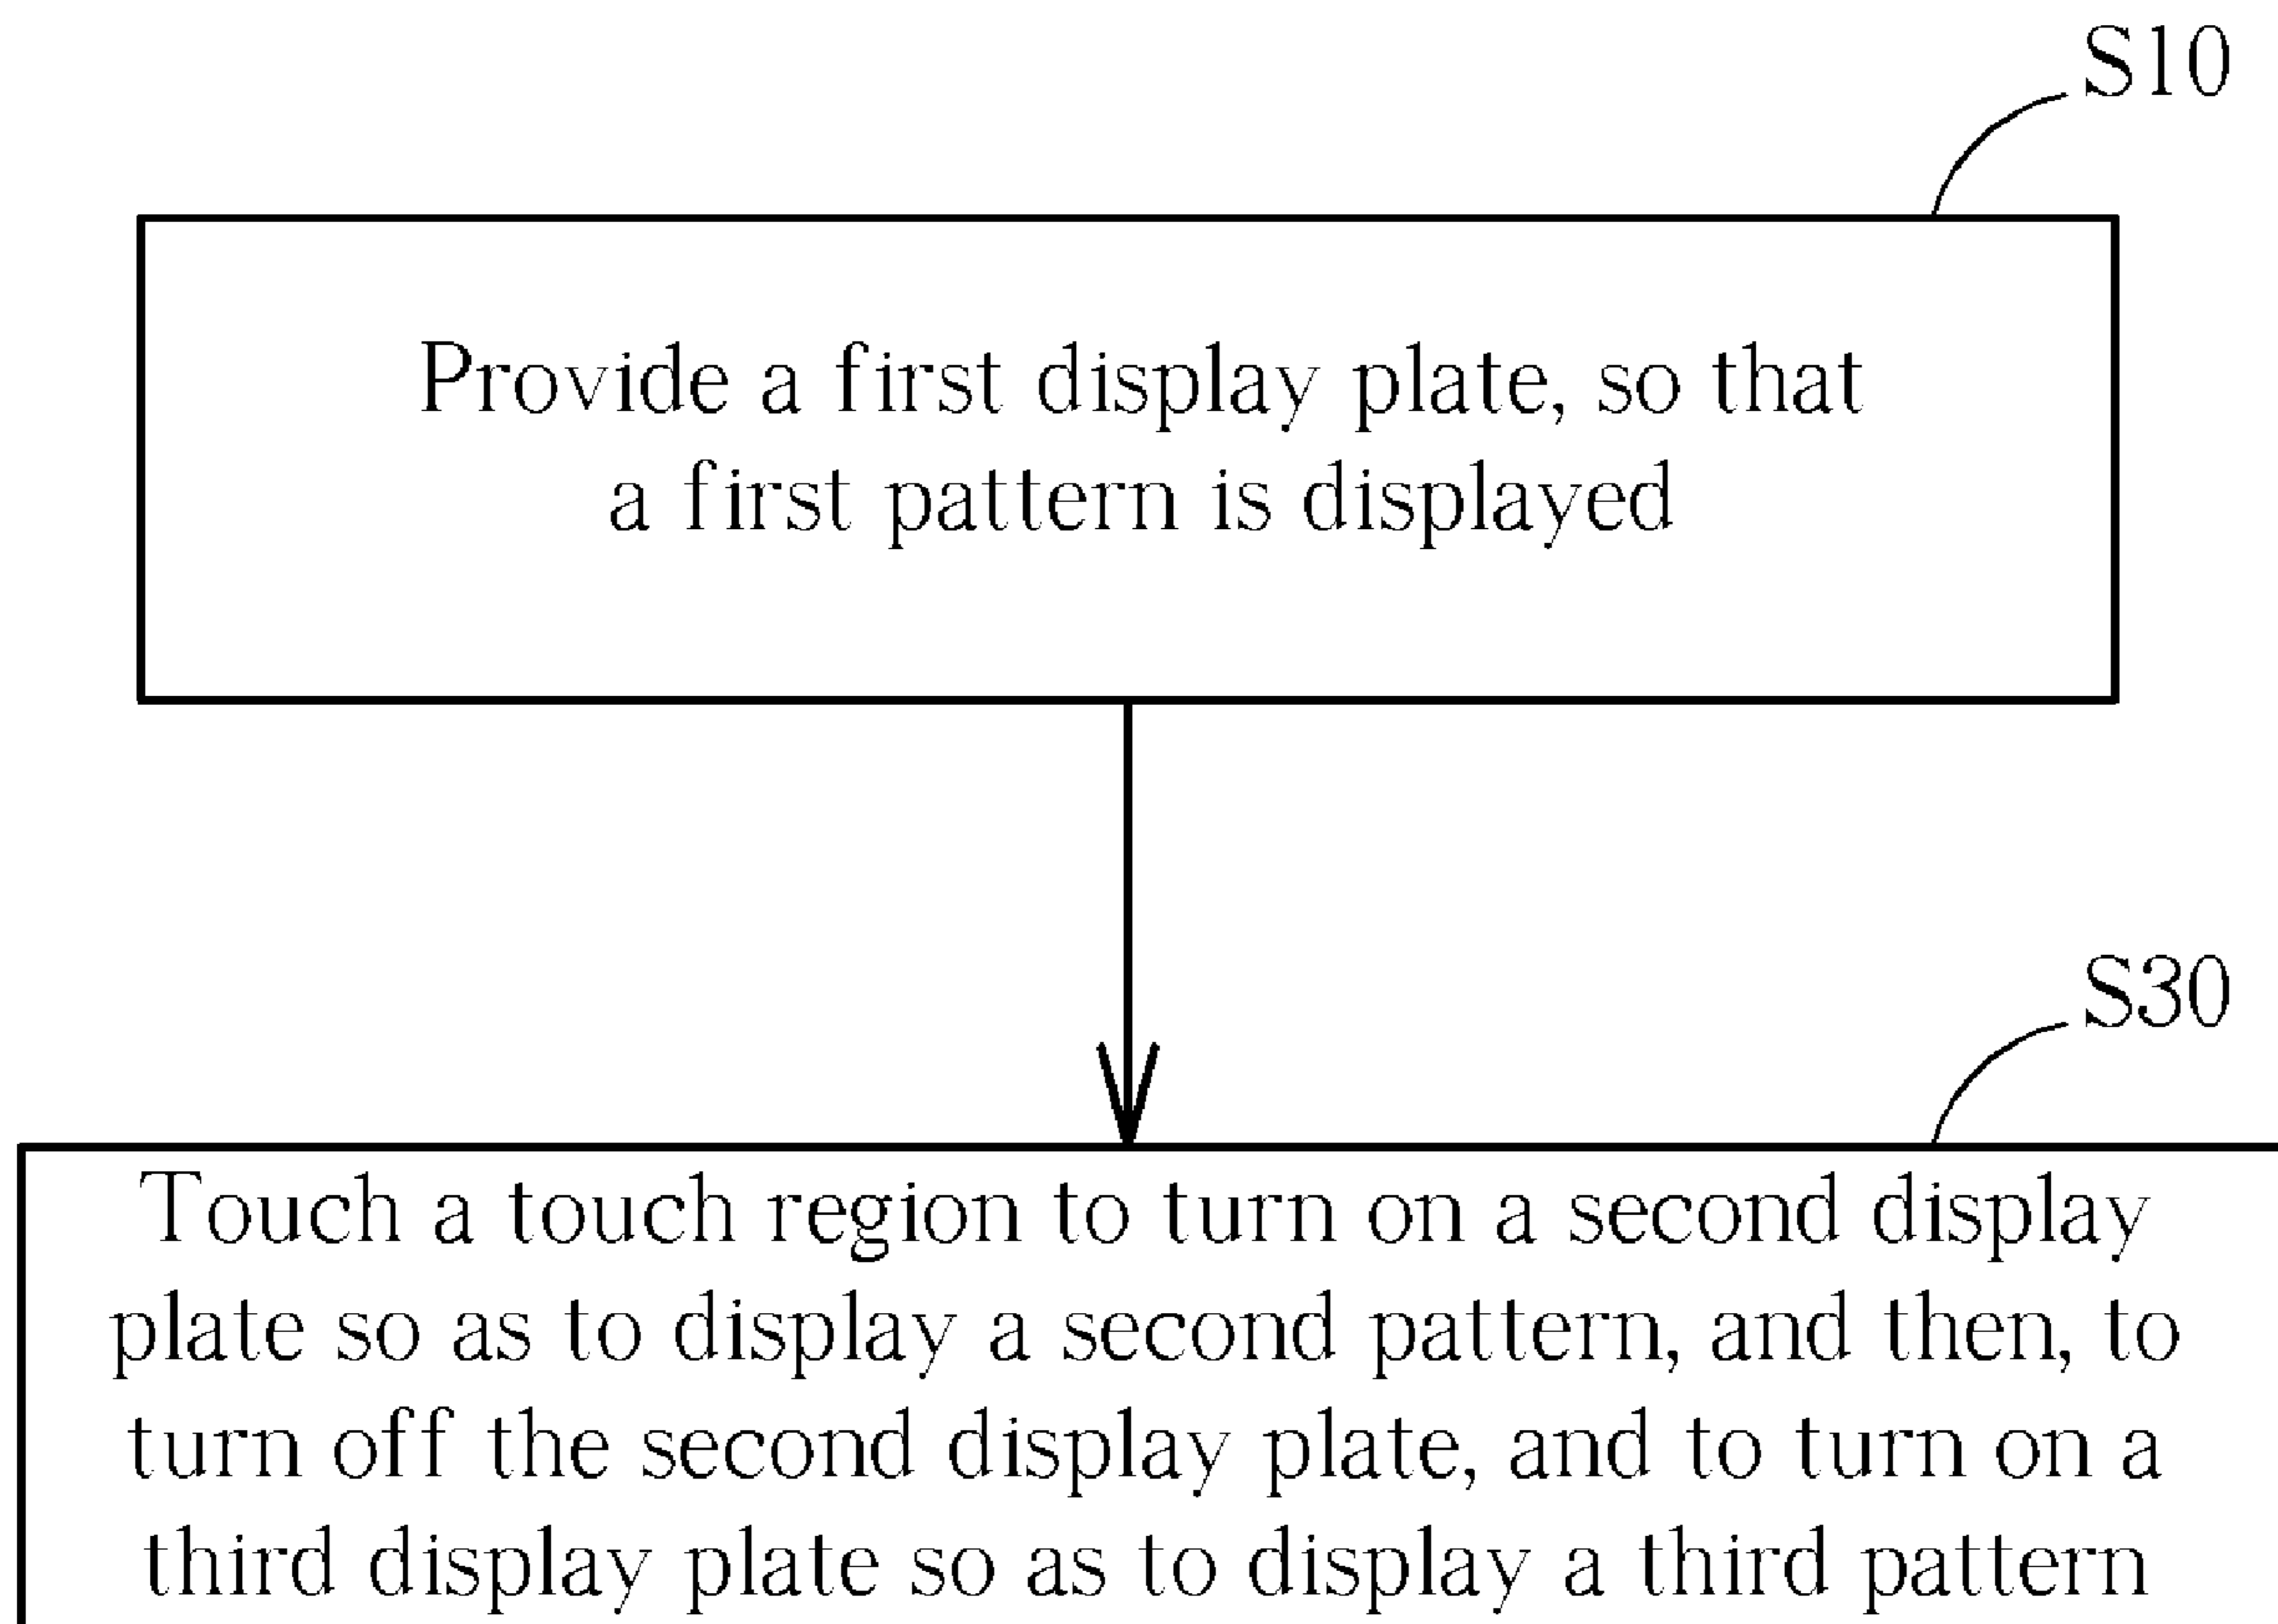 S10
Provide a first display plate, so that
a first pattern is displayed
S30
Touch a touch region to turn on a second display
plate so as to display a second pattern, and then, to
turn off the second display plate, and to turn on a
third display plate so as to display a third pattern